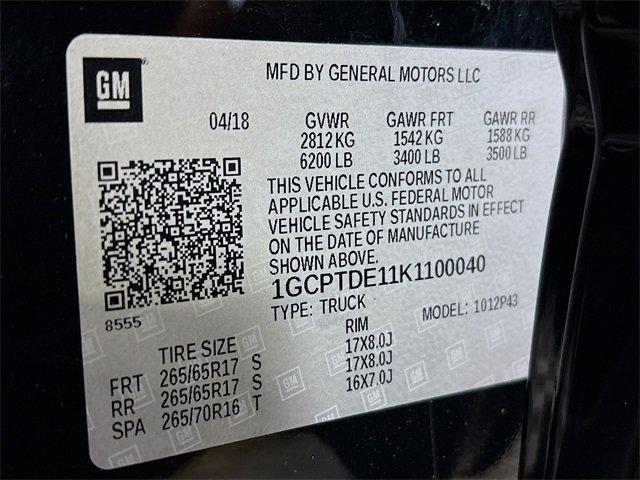 GM
MFD BY GENERAL MOTORS LLC
04/18 GVWR GAWR FRT GAWR RR
2812 KG 1542 KG 1588 KG
6200 LB 3400 LB 3500 LB
THIS VEHICLE CONFORMS TO ALL
APPLICABLE U.S. FEDERAL MOTOR
VEHICLE SAFETY STANDARDS IN EFFECT
ON THE DATE OF MANUFACTURE
SHOWN ABOVE.
1GCPTDE11K1100040
8555
TYPE: TRUCK MODEL: 1012P43
TIRE SIZE RIM
FRT 265/65R17 S 17X8.0J
RR 265/65R17 S 17X8.0J
SPA 265/70R16 T 16X7.0J